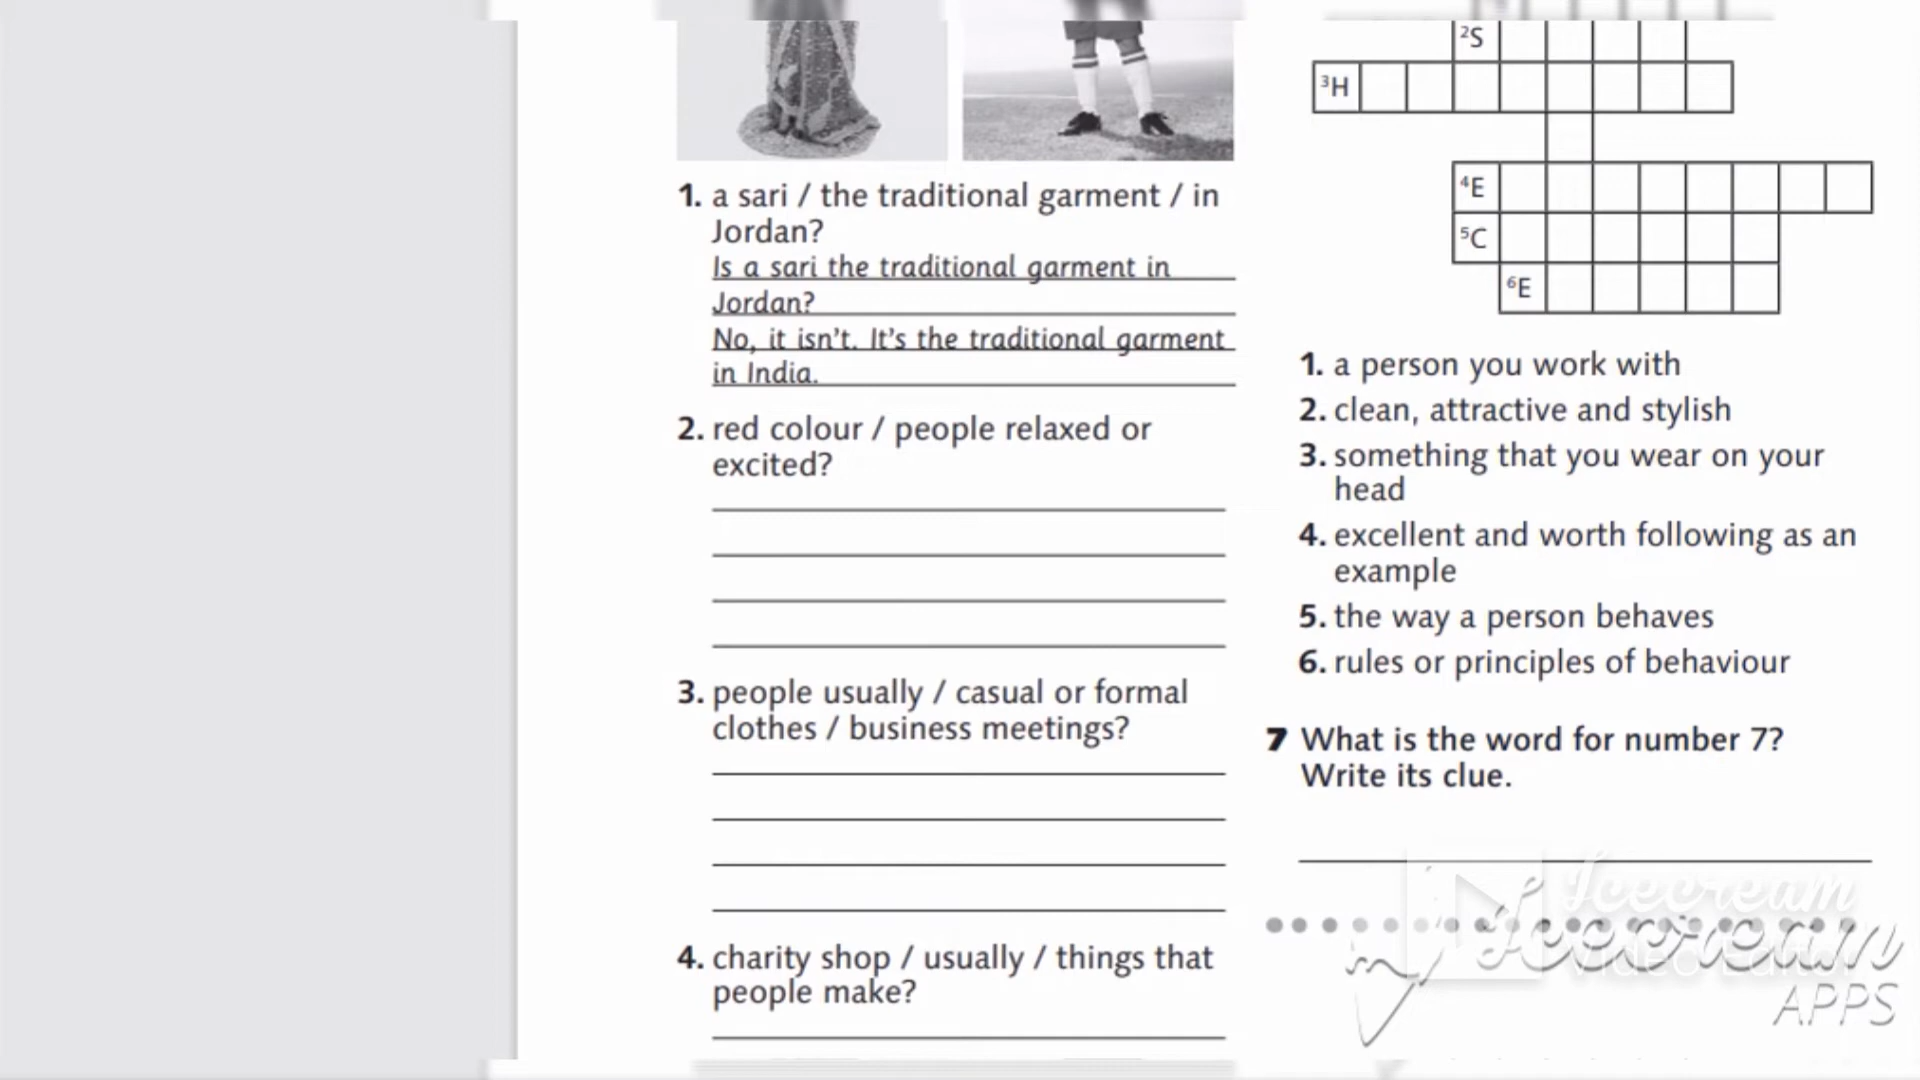 1. a sari / the traditional garment / in
Jordan?
Is a sari the traditional garment in
Jordan?
No, it isn't. It's the traditional garment
in India.
2. red colour / people relaxed or
excited?
3. people usually / casual or formal
clothes / business meetings?
4. charity shop / usually / things that
people make?
2S
3H
4E
5C
6E
1. a person you work with
2. clean, attractive and stylish
3. something that you wear on your
head
4. excellent and worth following as an
example
5. the way a person behaves
6. rules or principles of behaviour
7 What is the word for number 7?
Write its clue.
Icecream
Video Editor
Icecream
APPS